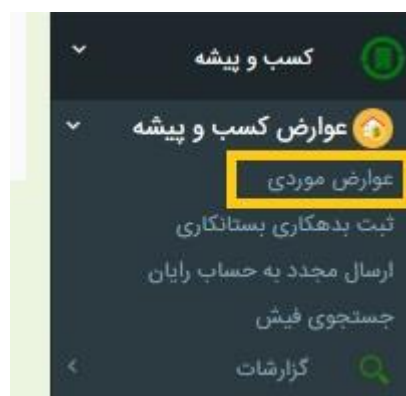 کسب و پیشه
عوارض کسب و پیشه
عوارض موردی
ثبت بدهکاری بستانکاری
ارسال مجدد به حساب رایان
جستجوی فیش
گزارشات